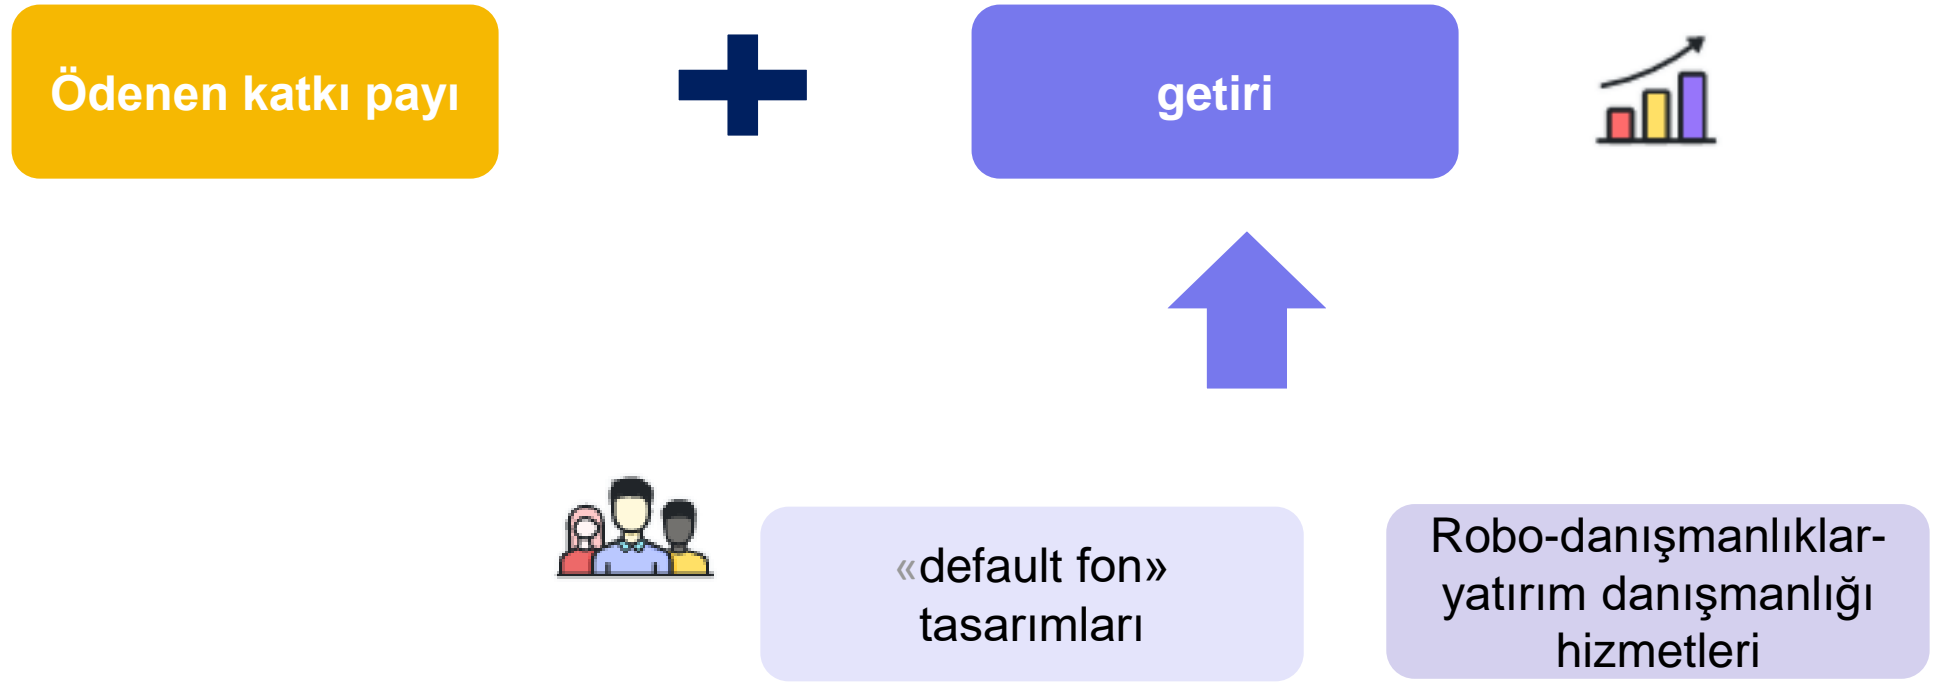 Ödenen katkı payı
getiri
«default fon»
tasarımları
Robo-danışmanlıklar-
yatırım danışmanlığı
hizmetleri